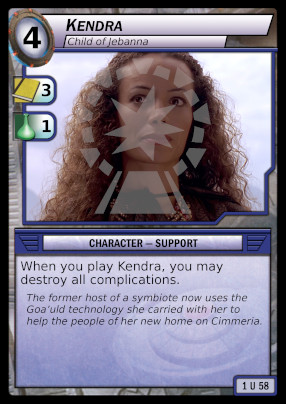 4
KENDRA
Child of Jebanna
3
1
CHARACTER – SUPPORT
When you play Kendra, you may
destroy all complications.
The former host of a symbiote now uses the
Goa'uld technology she carried with her to
help the people of her new home on Cimmeria.
1 U 58